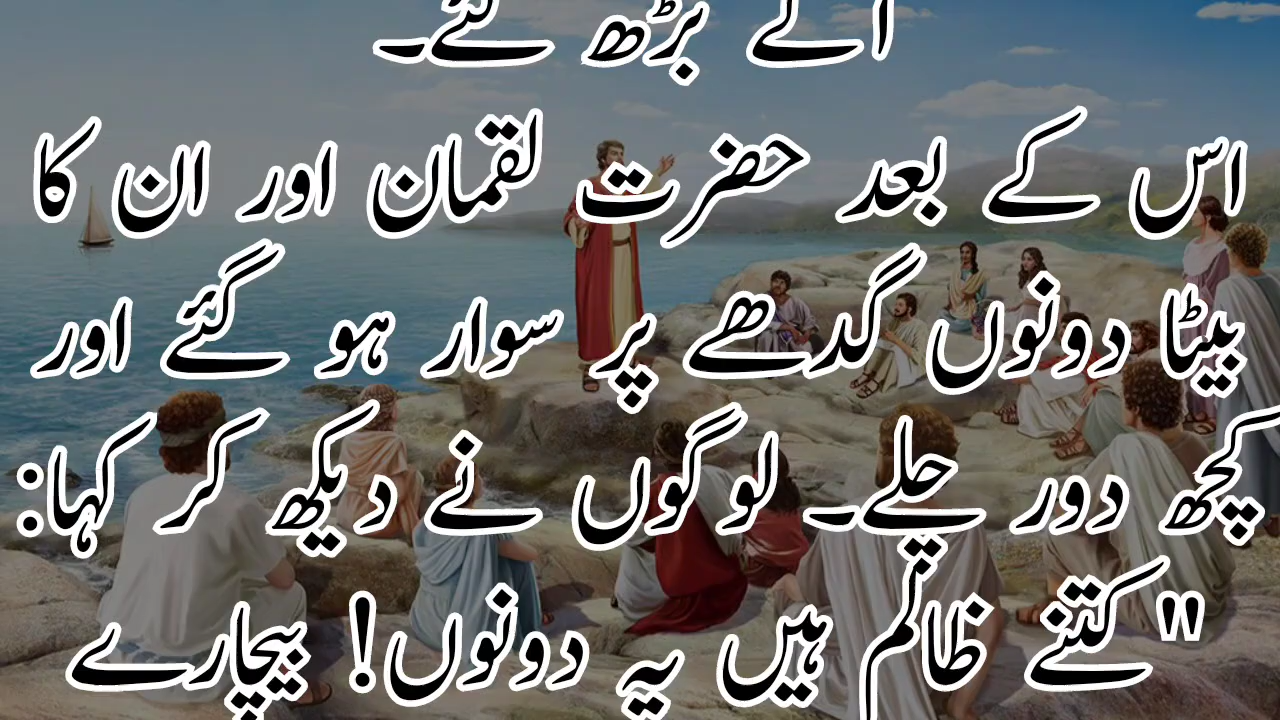 آگے بڑھ گئے۔
اس کے بعد حضرت لقمان اور ان کا
بیٹا دونوں گدھے پر سوار ہو گئے اور
کچھ دور چلے۔ لوگوں نے دیکھ کر کہا:
"کتنے ظالم ہیں یہ دونوں! بیچارے